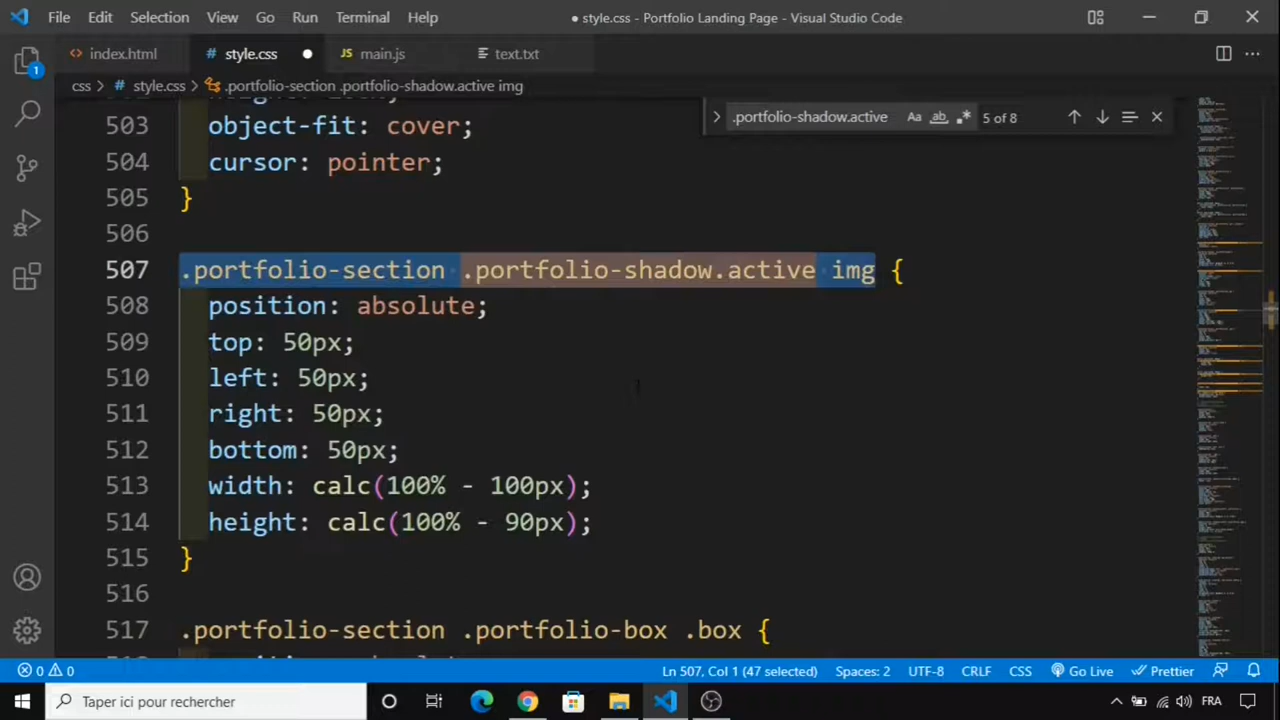 File Edit Selection View Go Run Terminal Help ● style.css - Portfolio Landing Page - Visual Studio Code
index.html # style.css ● JS main.js text.txt
css > # style.css > .portfolio-section .portfolio-shadow.active img
.portfolio-shadow.active Aa ab .* 5 of 8
503 object-fit: cover;
504 cursor: pointer;
505 }
506
507 .portfolio-section .portfolio-shadow.active img {
508 position: absolute;
509 top: 50px;
510 left: 50px;
511 right: 50px;
512 bottom: 50px;
513 width: calc(100% - 100px);
514 height: calc(100% - 90px);
515 }
516
517 .portfolio-section .portfolio-box .box {
1
0 0 Ln 507, Col 1 (47 selected) Spaces: 2 UTF-8 CRLF CSS Go Live Prettier
Taper ici pour rechercher FRA